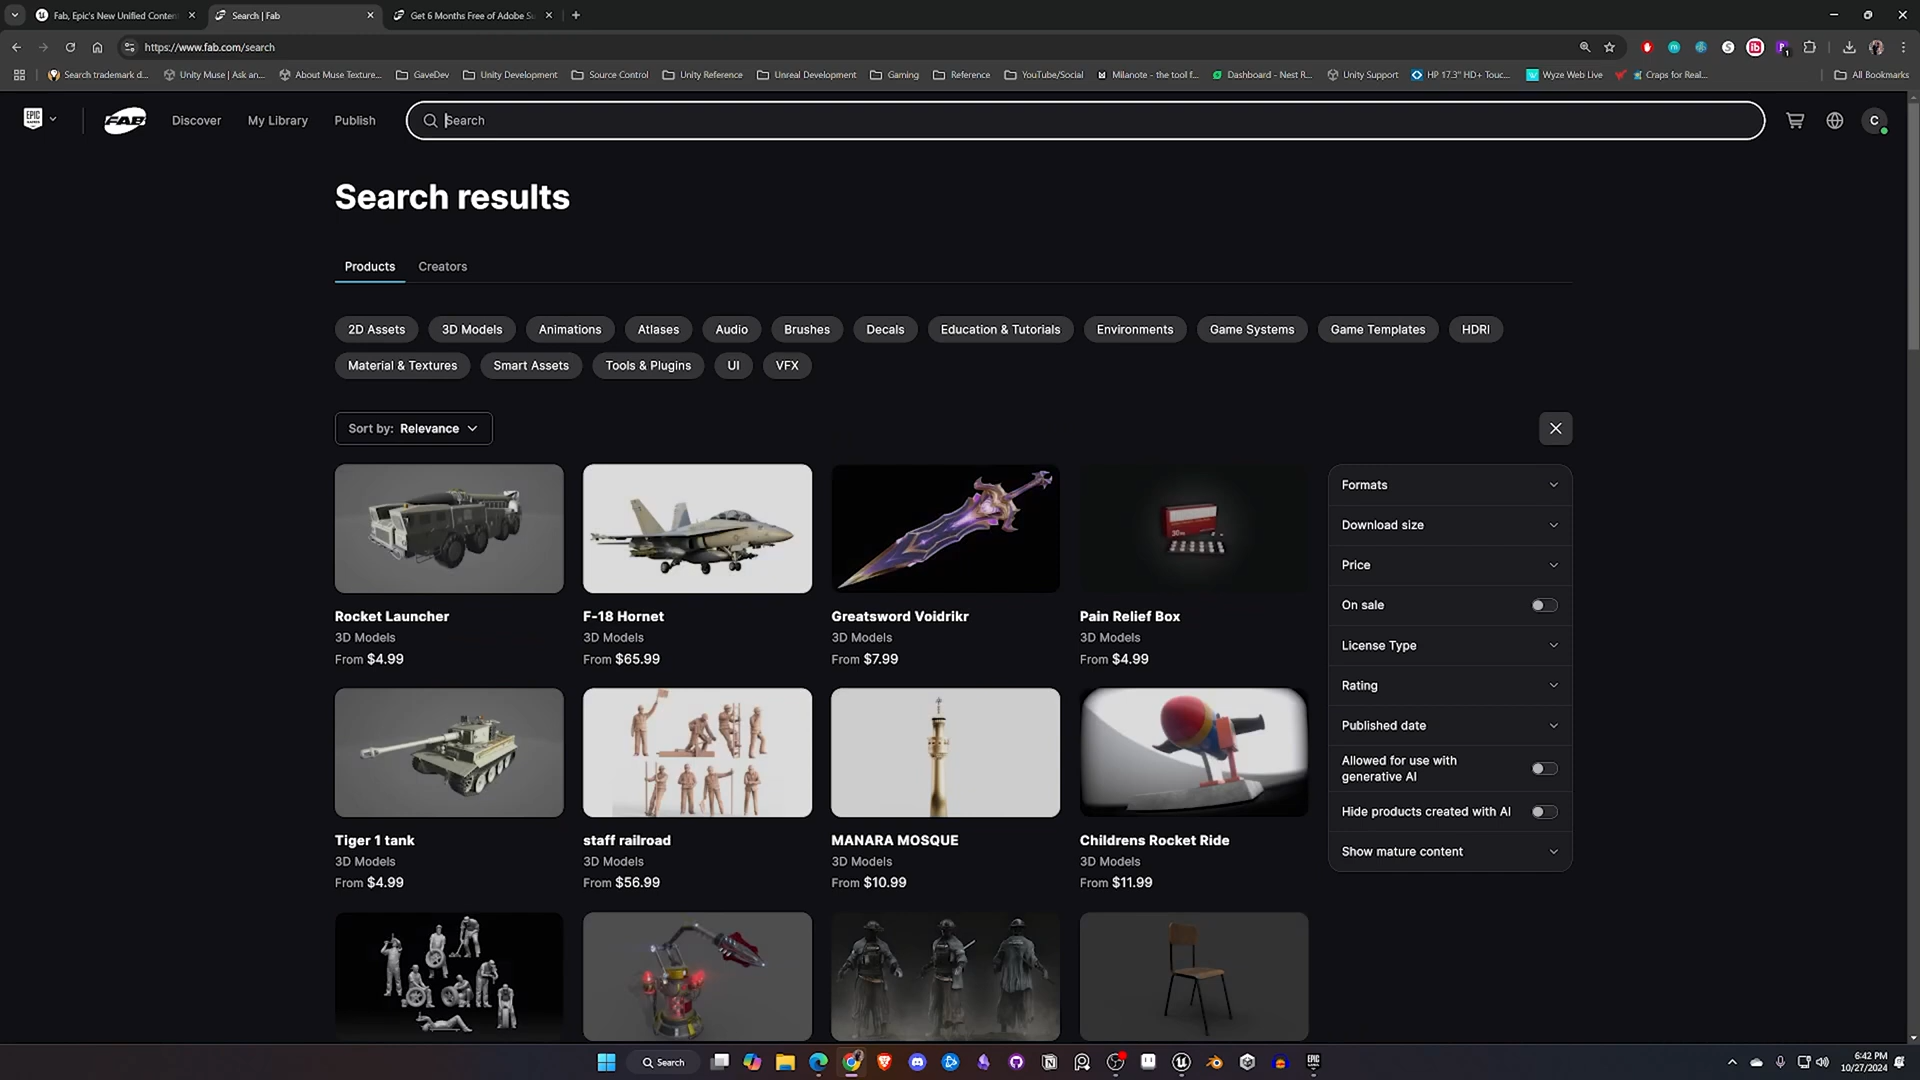 Fab, Epic's New Unified Conten
Search | Fab
Get 6 Months Free of Adobe Su
https://www.fab.com/search
Search trademark d...
Unity Muse | Ask an...
About Muse Texture...
GaveDev
Unity Development
Source Control
Unity Reference
Unreal Development
Gaming
Reference
YouTube/Social
Milanote - the tool f...
Dashboard - Nest R...
Unity Support
HP 17.3" HD+ Touc...
Wyze Web Live
Craps for Real...
All Bookmarks
EPIC GAMES
FAB
Discover
My Library
Publish
Search
C
Search results
Products
Creators
2D Assets
3D Models
Animations
Atlases
Audio
Brushes
Decals
Education & Tutorials
Environments
Game Systems
Game Templates
HDRI
Material & Textures
Smart Assets
Tools & Plugins
UI
VFX
Sort by: Relevance
Rocket Launcher
3D Models
From $4.99
F-18 Hornet
3D Models
From $65.99
Greatsword Voidrikr
3D Models
From $7.99
Pain Relief Box
3D Models
From $4.99
Tiger 1 tank
3D Models
From $4.99
staff railroad
3D Models
From $56.99
MANARA MOSQUE
3D Models
From $10.99
Childrens Rocket Ride
3D Models
From $11.99
Formats
Download size
Price
On sale
License Type
Rating
Published date
Allowed for use with
generative AI
Hide products created with AI
Show mature content
Search
6:42 PM
10/27/2024